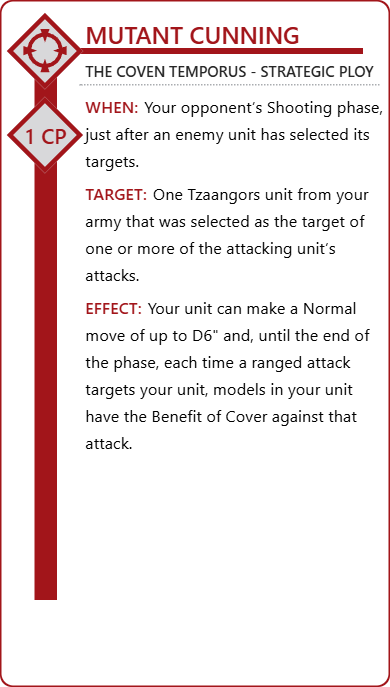 MUTANT CUNNING
THE COVEN TEMPORUS - STRATEGIC PLOY
1 CP
WHEN: Your opponent’s Shooting phase,
just after an enemy unit has selected its
targets.
TARGET: One Tzaangors unit from your
army that was selected as the target of
one or more of the attacking unit’s
attacks.
EFFECT: Your unit can make a Normal
move of up to D6" and, until the end of
the phase, each time a ranged attack
targets your unit, models in your unit
have the Benefit of Cover against that
attack.